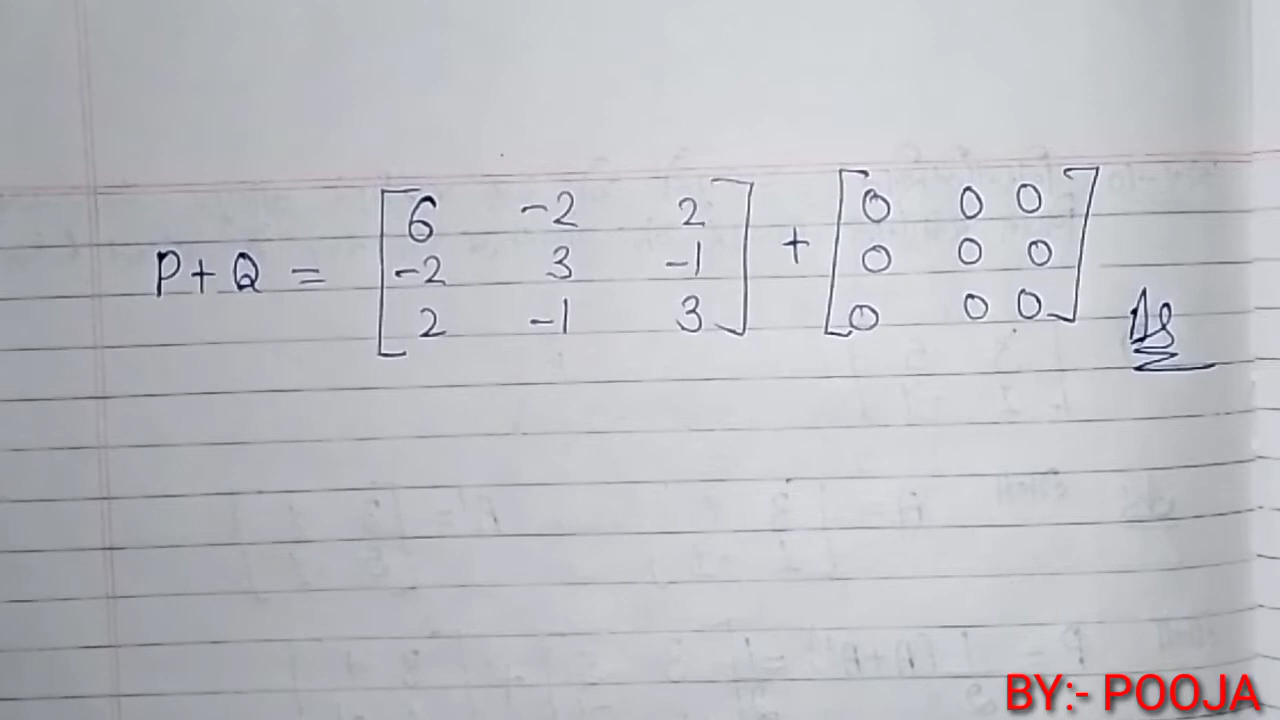 6 -2 2 0 0 0
P+Q = -2 3 -1 + 0 0 0
2 -1 3 0 0 0
BY:- POOJA